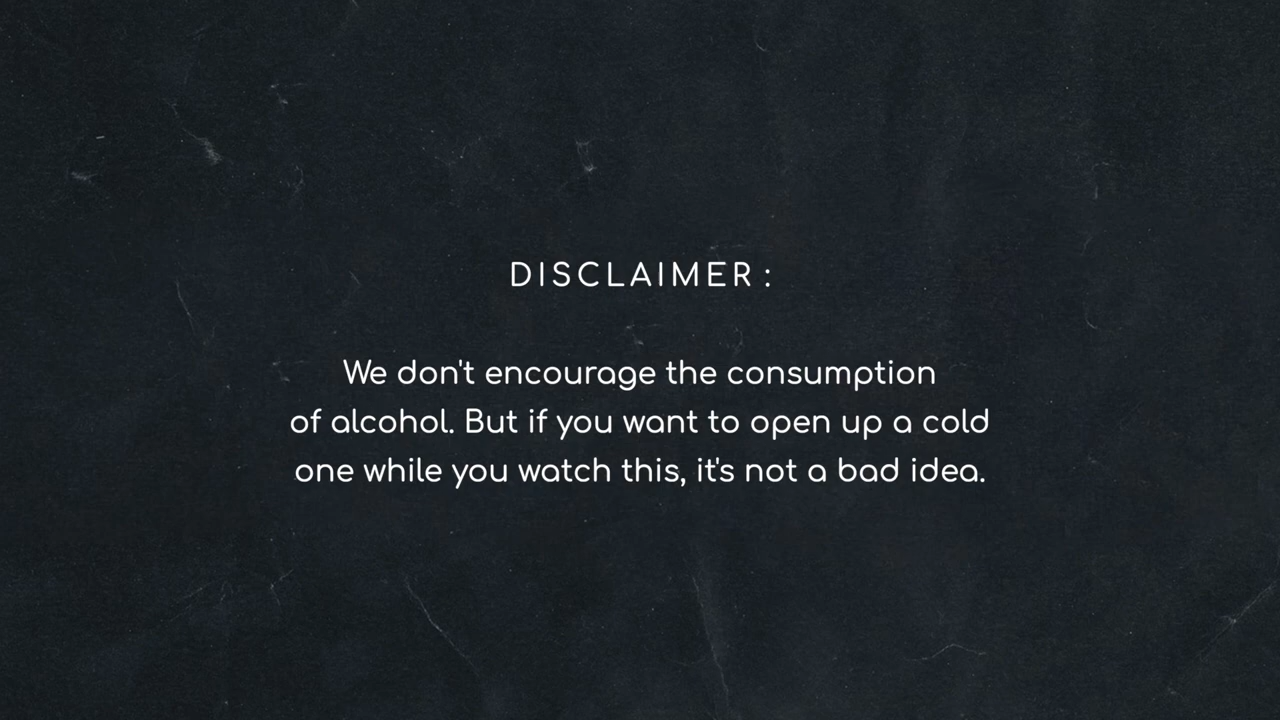 DISCLAIMER :
We don't encourage the consumption
of alcohol. But if you want to open up a cold
one while you watch this, it's not a bad idea.